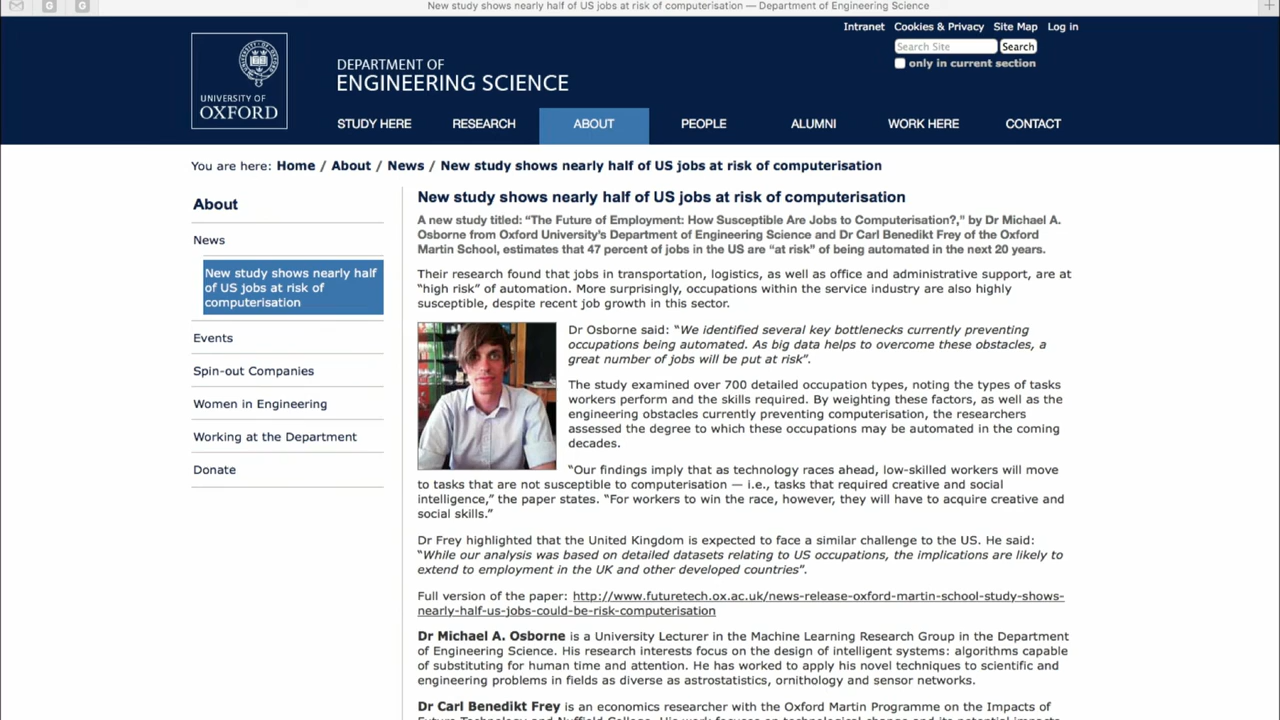 New study shows nearly half of US jobs at risk of computerisation — Department of Engineering Science
G
G
Intranet Cookies & Privacy Site Map Log in
Search Site Search
only in current section
UNIVERSITY OF
OXFORD
DEPARTMENT OF
ENGINEERING SCIENCE
STUDY HERE RESEARCH ABOUT PEOPLE ALUMNI WORK HERE CONTACT
You are here: Home / About / News / New study shows nearly half of US jobs at risk of computerisation
About
News
New study shows nearly half
of US jobs at risk of
computerisation
Events
Spin-out Companies
Women in Engineering
Working at the Department
Donate
New study shows nearly half of US jobs at risk of computerisation
A new study titled: “The Future of Employment: How Susceptible Are Jobs to Computerisation?,” by Dr Michael A.
Osborne from Oxford University’s Department of Engineering Science and Dr Carl Benedikt Frey of the Oxford
Martin School, estimates that 47 percent of jobs in the US are “at risk” of being automated in the next 20 years.
Their research found that jobs in transportation, logistics, as well as office and administrative support, are at
“high risk” of automation. More surprisingly, occupations within the service industry are also highly
susceptible, despite recent job growth in this sector.
Dr Osborne said: “We identified several key bottlenecks currently preventing
occupations being automated. As big data helps to overcome these obstacles, a
great number of jobs will be put at risk”.
The study examined over 700 detailed occupation types, noting the types of tasks
workers perform and the skills required. By weighting these factors, as well as the
engineering obstacles currently preventing computerisation, the researchers
assessed the degree to which these occupations may be automated in the coming
decades.
“Our findings imply that as technology races ahead, low-skilled workers will move
to tasks that are not susceptible to computerisation — i.e., tasks that required creative and social
intelligence,” the paper states. “For workers to win the race, however, they will have to acquire creative and
social skills.”
Dr Frey highlighted that the United Kingdom is expected to face a similar challenge to the US. He said:
“While our analysis was based on detailed datasets relating to US occupations, the implications are likely to
extend to employment in the UK and other developed countries”.
Full version of the paper: http://www.futuretech.ox.ac.uk/news-release-oxford-martin-school-study-shows-
nearly-half-us-jobs-could-be-risk-computerisation
Dr Michael A. Osborne is a University Lecturer in the Machine Learning Research Group in the Department
of Engineering Science. His research interests focus on the design of intelligent systems: algorithms capable
of substituting for human time and attention. He has worked to apply his novel techniques to scientific and
engineering problems in fields as diverse as astrostatistics, ornithology and sensor networks.
Dr Carl Benedikt Frey is an economics researcher with the Oxford Martin Programme on the Impacts of